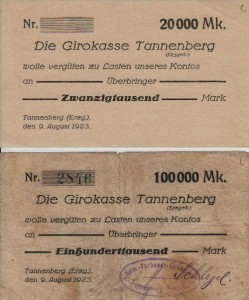 Nr. 20000 Mk.
Die Girokasse Tannenberg
(Erzgeb.)
wolle vergüten zu Lasten unseres Kontos
an Überbringer
Zwanzigtausend Mark
Tannenberg (Erzg.),
den 9. August 1923.
Nr. 2846 100000 Mk.
Die Girokasse Tannenberg
(Erzgeb.)
wolle vergüten zu Lasten unseres Kontos
an Überbringer
Einhunderttausend Mark
Tannenberg (Erzg.),
den 9. August 1923.